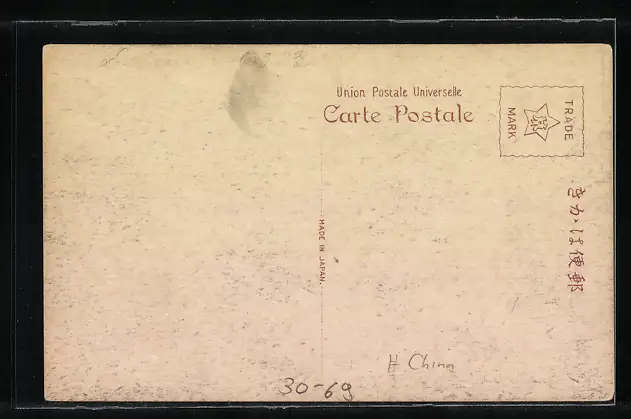 Union Postale Universelle
Carte Postale
TRADE
MARK
きかは便郵
MADE IN JAPAN.
# China
30-69